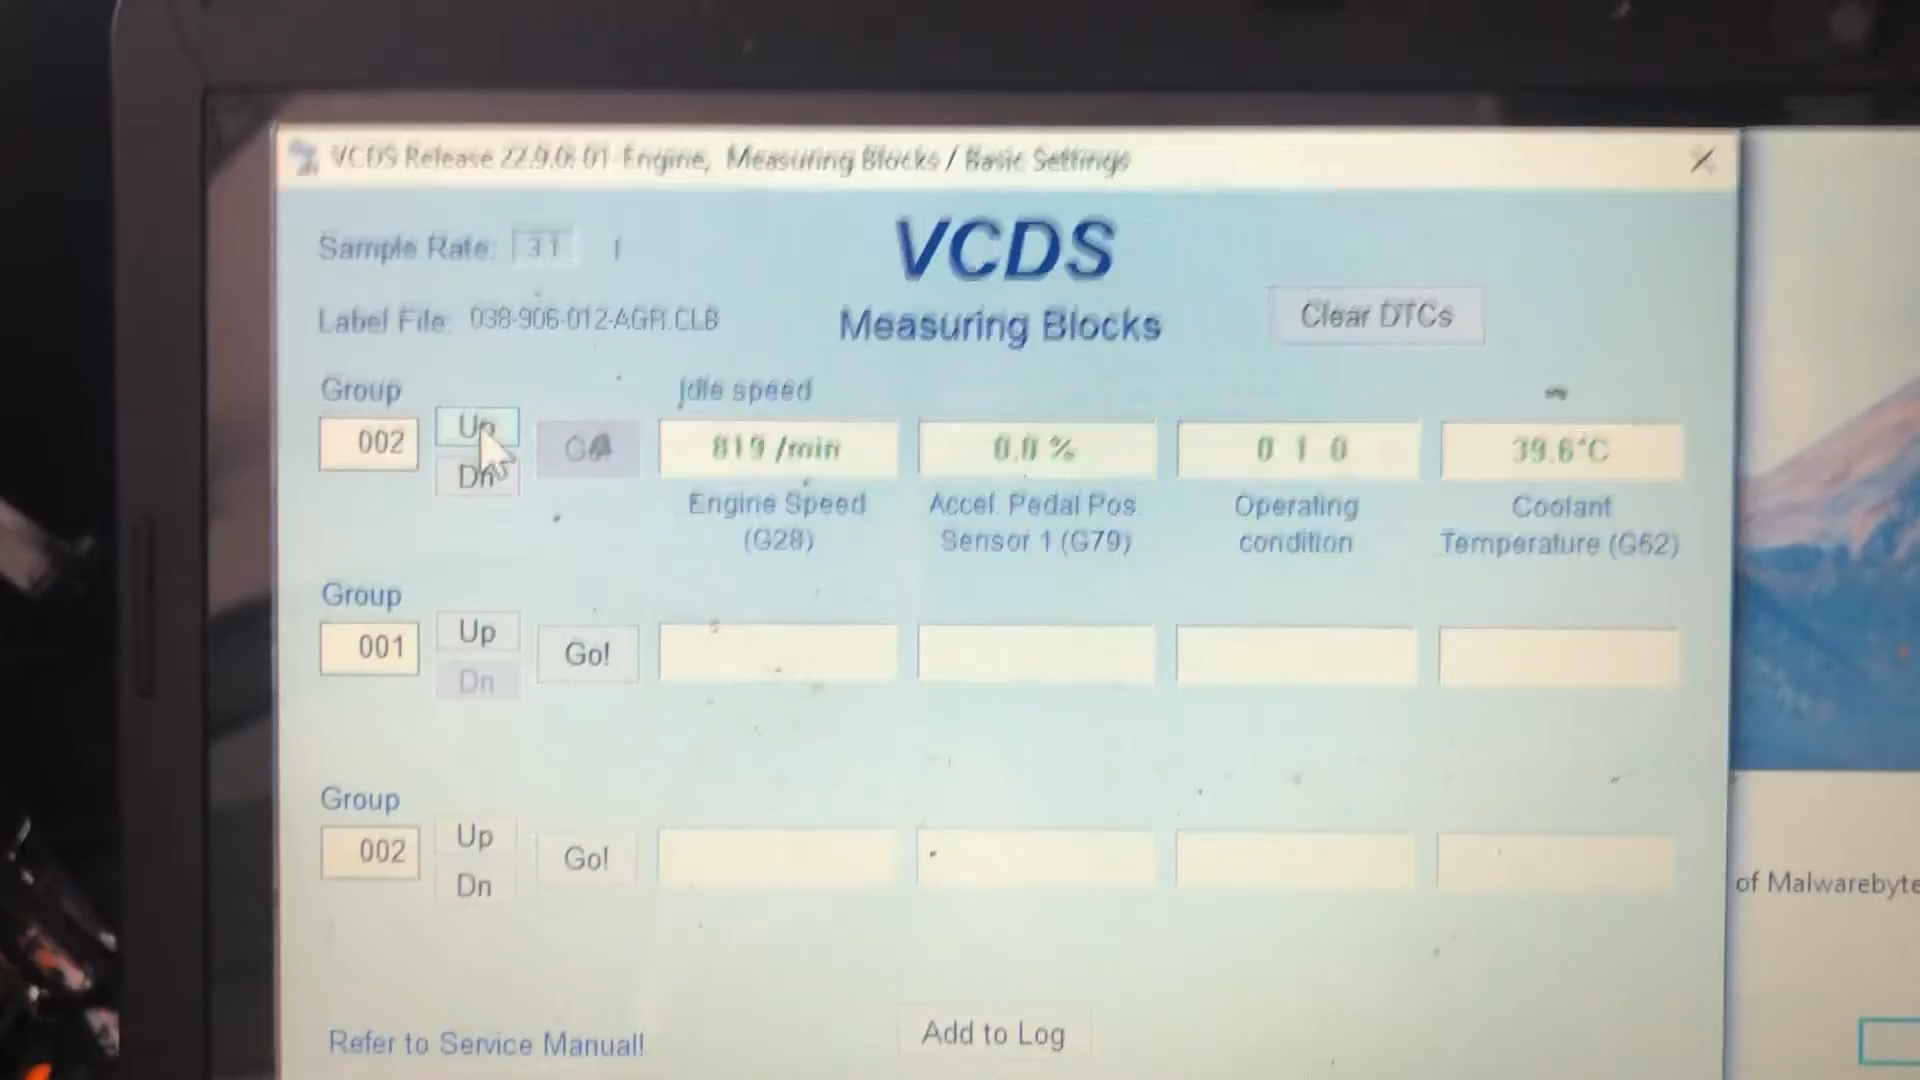 VCDS Release 22.9.0: 01-Engine, Measuring Blocks / Basic Settings
Sample Rate: 31
VCDS
Label File: 038-906-012-AGR.CLB
Measuring Blocks
Clear DTCs
Group
Idle speed
002
Up
Dn
819 /min
0.0 %
0 1 0
39.6°C
Engine Speed
(G28)
Accel. Pedal Pos.
Sensor 1 (G79)
Operating
condition
Coolant
Temperature (G62)
Group
001
Up
Dn
Go!
Group
002
Up
Dn
Go!
of Malwarebyte
Refer to Service Manual!
Add to Log